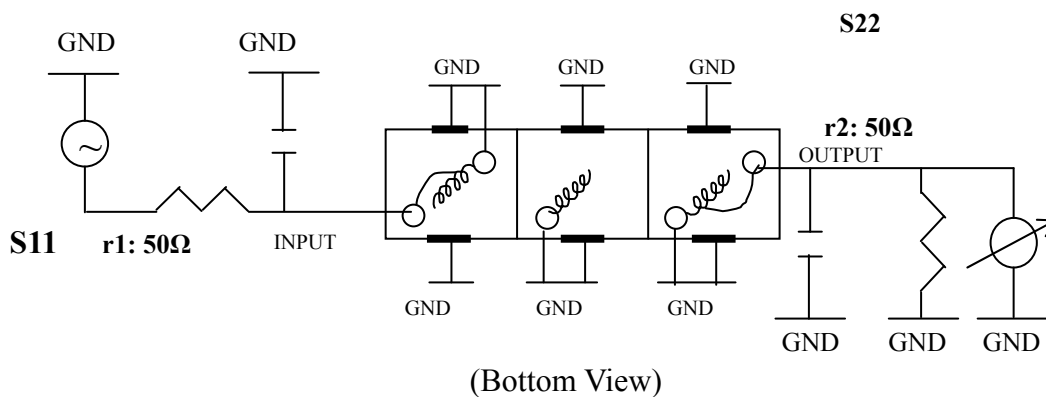 S22
GND
GND
GND
GND
GND
r2: 50Ω
OUTPUT
~
S11
r1: 50Ω
INPUT
GND
GND
GND
GND
GND
GND
(Bottom View)